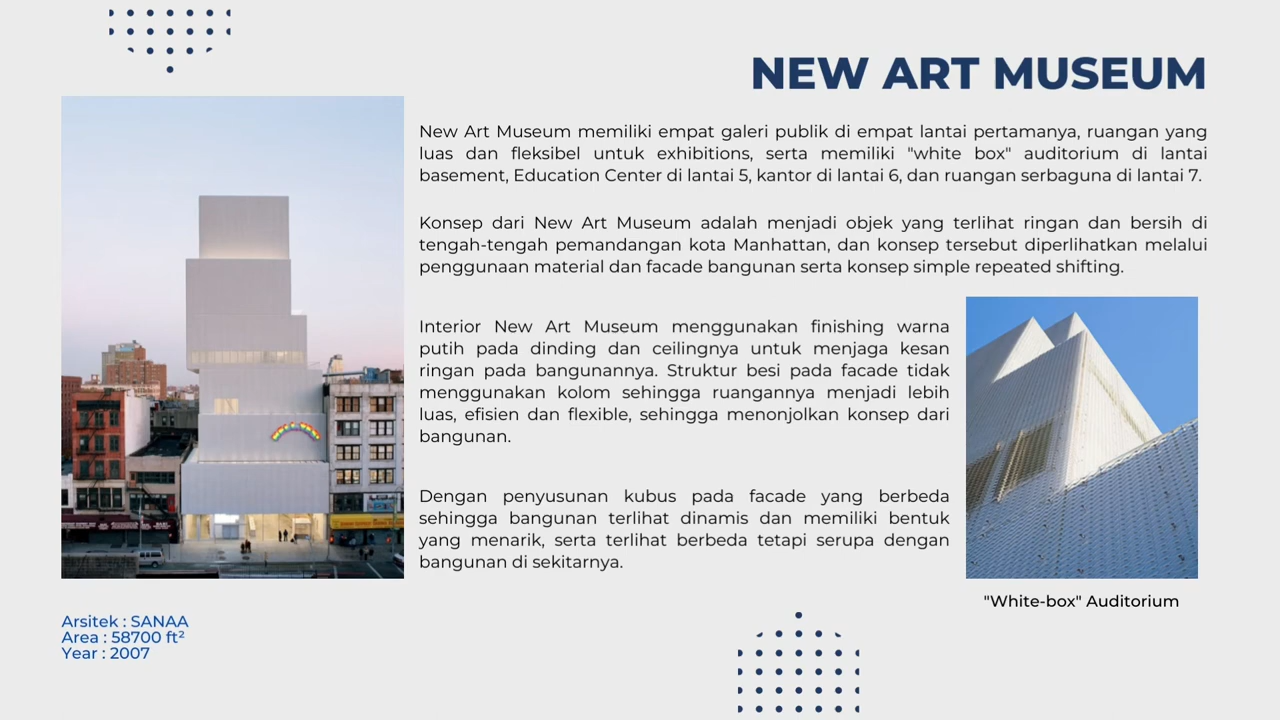 NEW ART MUSEUM
New Art Museum memiliki empat galeri publik di empat lantai pertamanya, ruangan yang
luas dan fleksibel untuk exhibitions, serta memiliki "white box" auditorium di lantai
basement, Education Center di lantai 5, kantor di lantai 6, dan ruangan serbaguna di lantai 7.
Konsep dari New Art Museum adalah menjadi objek yang terlihat ringan dan bersih di
tengah-tengah pemandangan kota Manhattan, dan konsep tersebut diperlihatkan melalui
penggunaan material dan facade bangunan serta konsep simple repeated shifting.
Interior New Art Museum menggunakan finishing warna
putih pada dinding dan ceilingnya untuk menjaga kesan
ringan pada bangunannya. Struktur besi pada facade tidak
menggunakan kolom sehingga ruangannya menjadi lebih
luas, efisien dan flexible, sehingga menonjolkan konsep dari
bangunan.
Dengan penyusunan kubus pada facade yang berbeda
sehingga bangunan terlihat dinamis dan memiliki bentuk
yang menarik, serta terlihat berbeda tetapi serupa dengan
bangunan di sekitarnya.
"White-box" Auditorium
Arsitek : SANAA
Area : 58700 ft²
Year : 2007